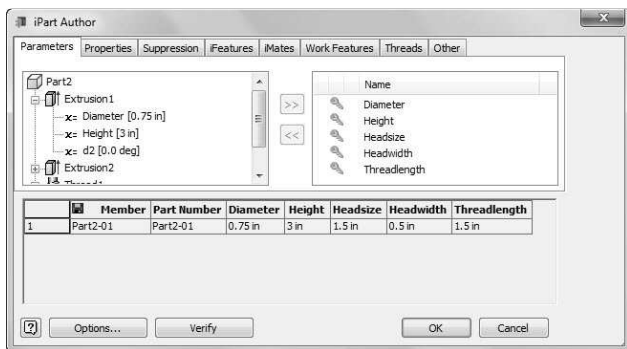 iPart Author
Parameters Properties Suppression iFeatures iMates Work Features Threads Other
Part2
Extrusion1
x= Diameter [0.75 in]
x= Height [3 in]
x= d2 [0.0 deg]
Extrusion2
Thread1
>>
<<
Name
Diameter
Height
Headsize
Headwidth
Threadlength
Member Part Number Diameter Height Headsize Headwidth Threadlength
1 Part2-01 Part2-01 0.75 in 3 in 1.5 in 0.5 in 1.5 in
? Options... Verify OK Cancel